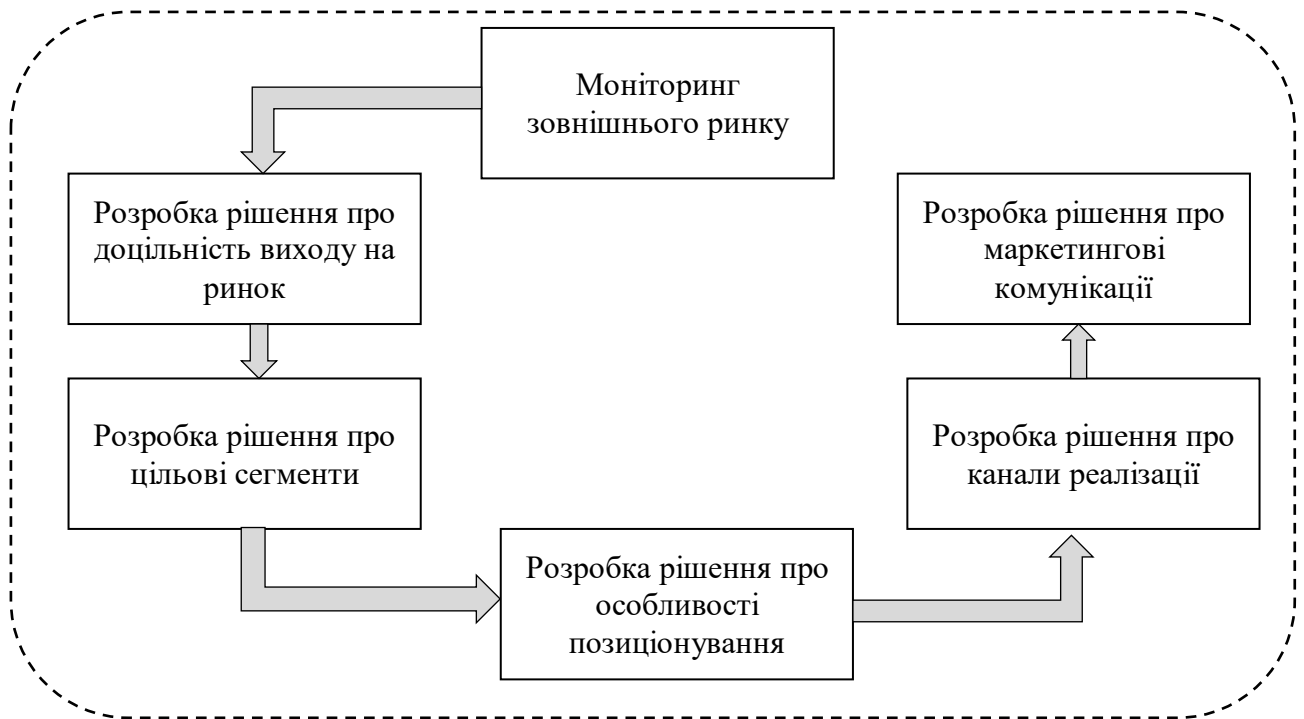 Моніторинг
зовнішнього ринку
Розробка рішення про
доцільність виходу на
ринок
Розробка рішення про
цільові сегменти
Розробка рішення про
особливості
позиціонування
Розробка рішення про
канали реалізації
Розробка рішення про
маркетингові
комунікації